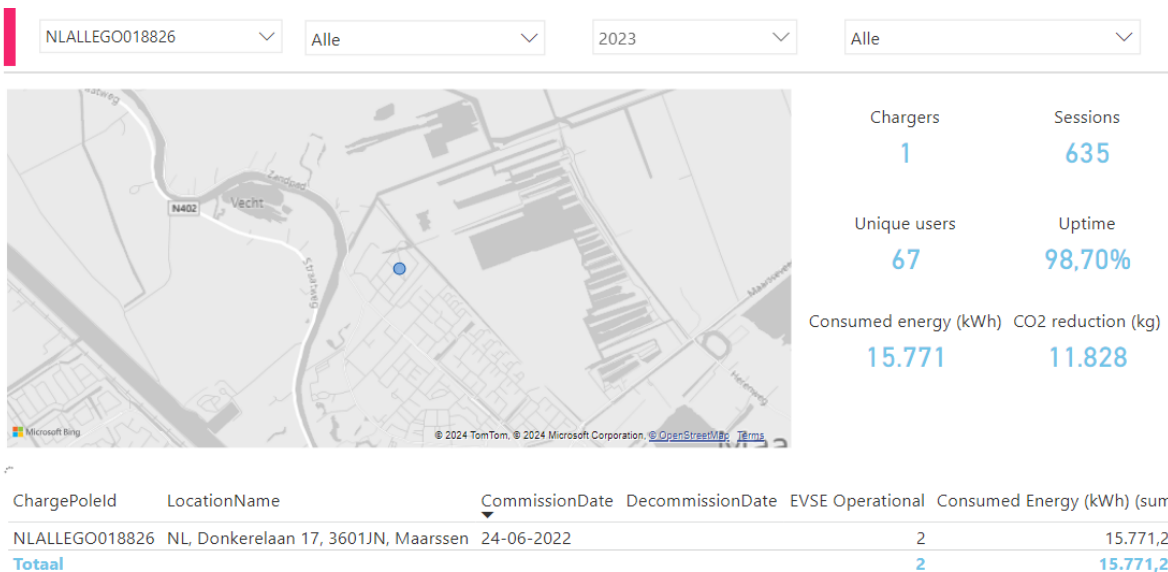 NLALLEGO018826 Alle 2023 Alle
Chargers Sessions
1 635
Unique users Uptime
67 98,70%
Consumed energy (kWh) CO2 reduction (kg)
15.771 11.828
Zandpad
N402
Vecht
Straatweg
Microsoft Bing
© 2024 TomTom, © 2024 Microsoft Corporation, © OpenStreetMap Terms
ChargePoleId LocationName CommissionDate DecommissionDate EVSE Operational Consumed Energy (kWh) (sum
NLALLEGO018826 NL, Donkerelaan 17, 3601JN, Maarssen 24-06-2022 2 15.771,2
Totaal 2 15.771,2